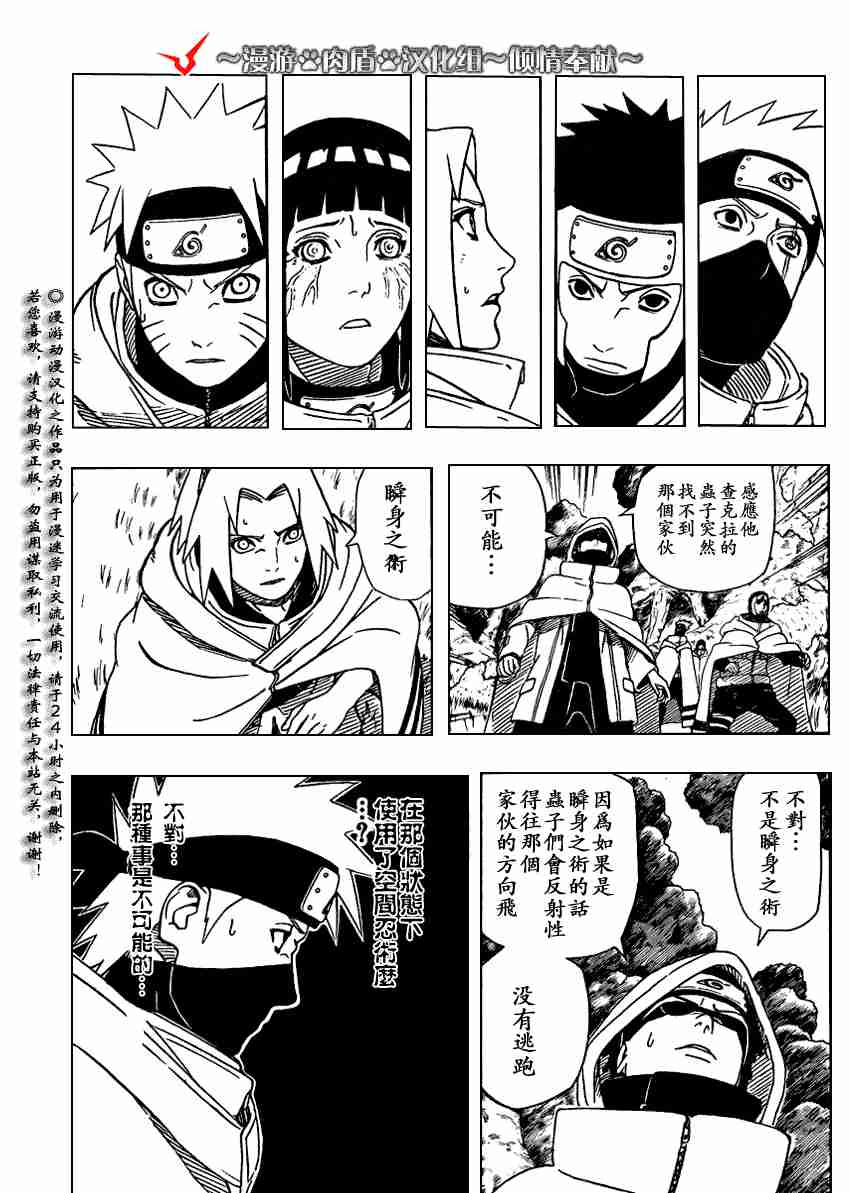 ~漫游肉盾汉化组~倾情奉献~
感應他
查克拉的
蟲子突然
找不到
那個家伙
不可能…
瞬身之術
不對…
不是瞬身之術
因爲如果是
瞬身之術的話
蟲子們會反射性
得往那個
家伙的方向飛
没有逃跑
在那個狀態下
使用了空間忍術麽
…?
不對…
那種事是不可能的…
◎漫游动漫汉化之作品只为用于漫迷学习交流使用,请于24小时之内删除,
若您喜欢,请支持购买正版,勿益用谋取私利,一切法律责任与本站无关,谢谢!